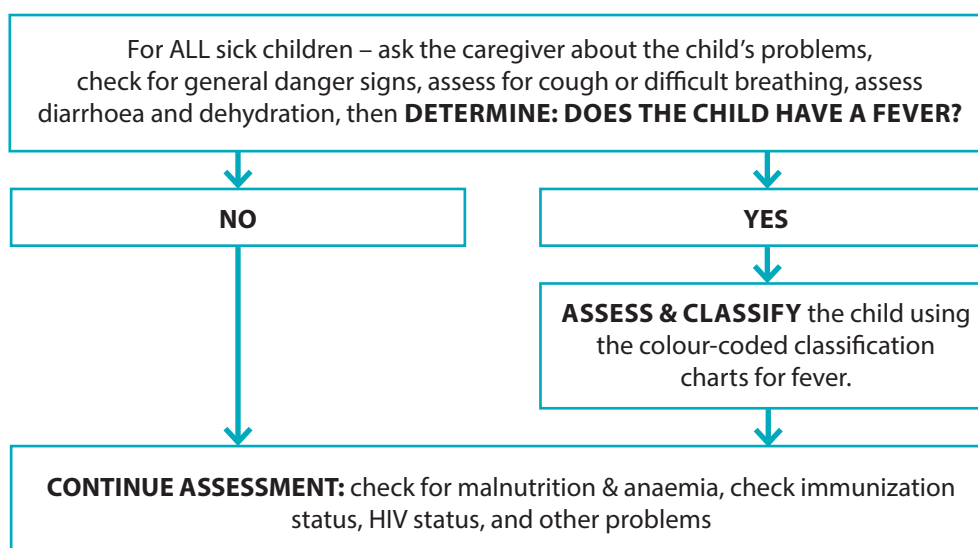 For ALL sick children – ask the caregiver about the child’s problems,
check for general danger signs, assess for cough or difficult breathing, assess
diarrhoea and dehydration, then DETERMINE: DOES THE CHILD HAVE A FEVER?
NO
YES
ASSESS & CLASSIFY the child using
the colour-coded classification
charts for fever.
CONTINUE ASSESSMENT: check for malnutrition & anaemia, check immunization
status, HIV status, and other problems